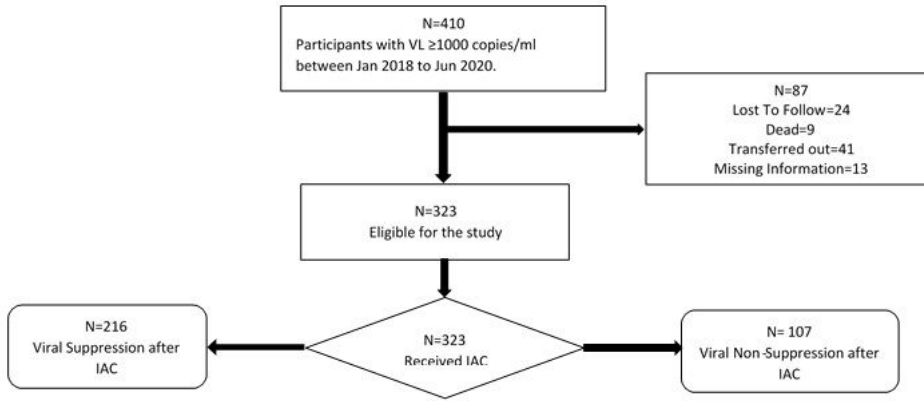 N=410
Participants with VL ≥1000 copies/ml
between Jan 2018 to Jun 2020.
N=87
Lost To Follow=24
Dead=9
Transferred out=41
Missing Information=13
N=323
Eligible for the study
N=216
Viral Suppression after
IAC
N=323
Received IAC
N= 107
Viral Non-Suppression after
IAC